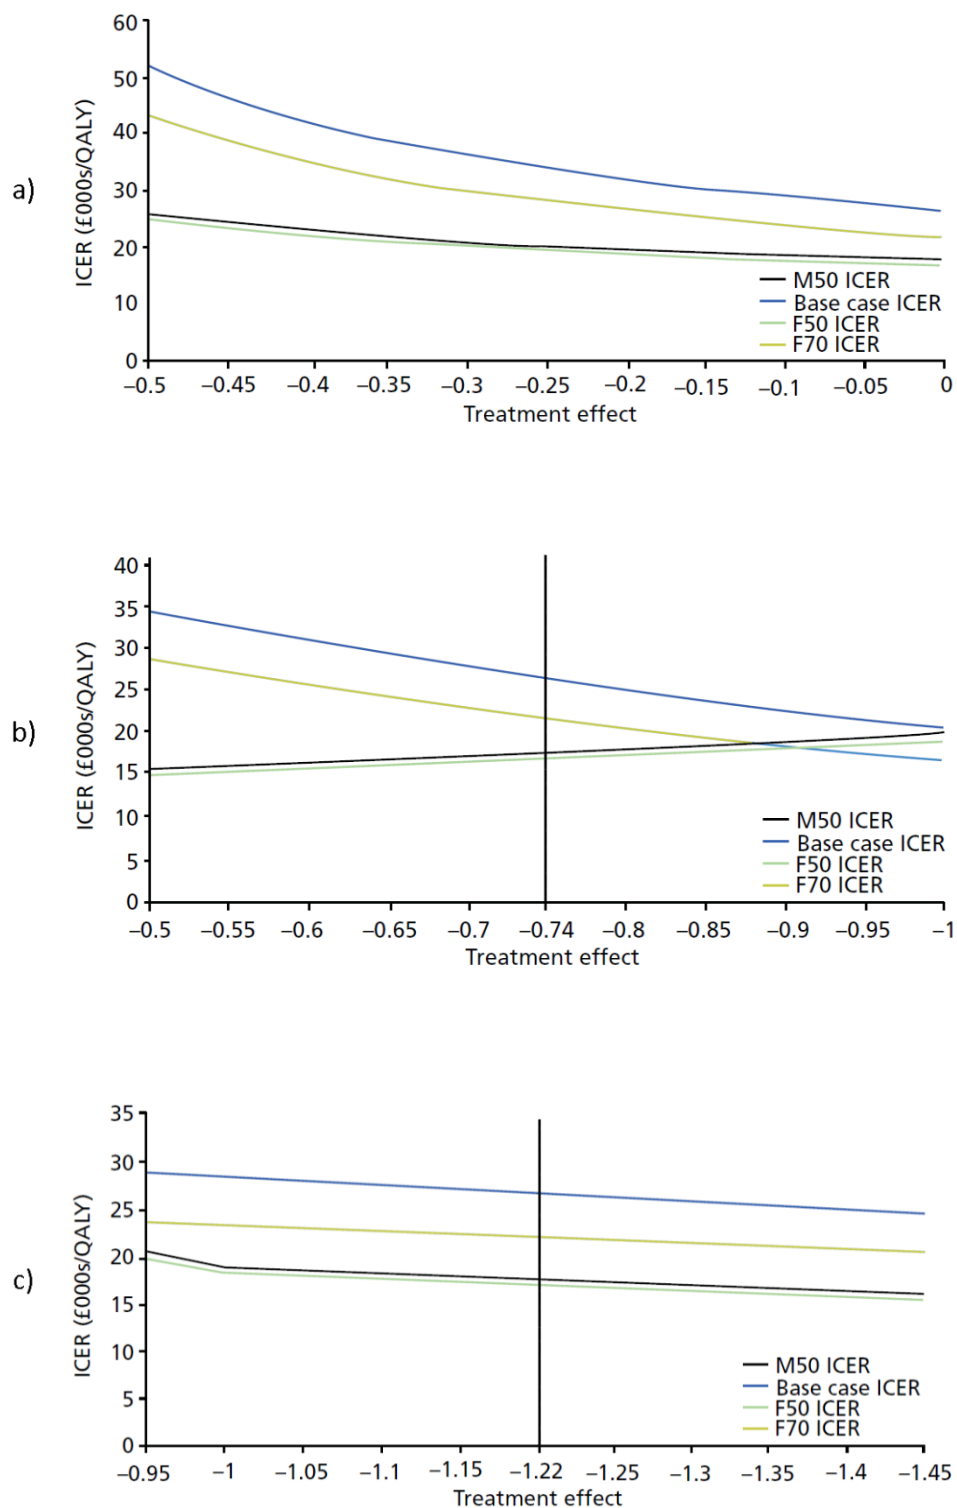 a)
ICER (£000s/QALY)
60
50
40
30
20
10
0
M50 ICER
Base case ICER
F50 ICER
F70 ICER
–0.5 –0.45 –0.4 –0.35 –0.3 –0.25 –0.2 –0.15 –0.1 –0.05 0
Treatment effect
b)
ICER (£000s/QALY)
40
35
30
25
20
15
10
5
0
M50 ICER
Base case ICER
F50 ICER
F70 ICER
–0.5 –0.55 –0.6 –0.65 –0.7 –0.74 –0.8 –0.85 –0.9 –0.95 –1
Treatment effect
c)
ICER (£000s/QALY)
35
30
25
20
15
10
5
0
M50 ICER
Base case ICER
F50 ICER
F70 ICER
–0.95 –1 –1.05 –1.1 –1.15 –1.22 –1.25 –1.3 –1.35 –1.4 –1.45
Treatment effect